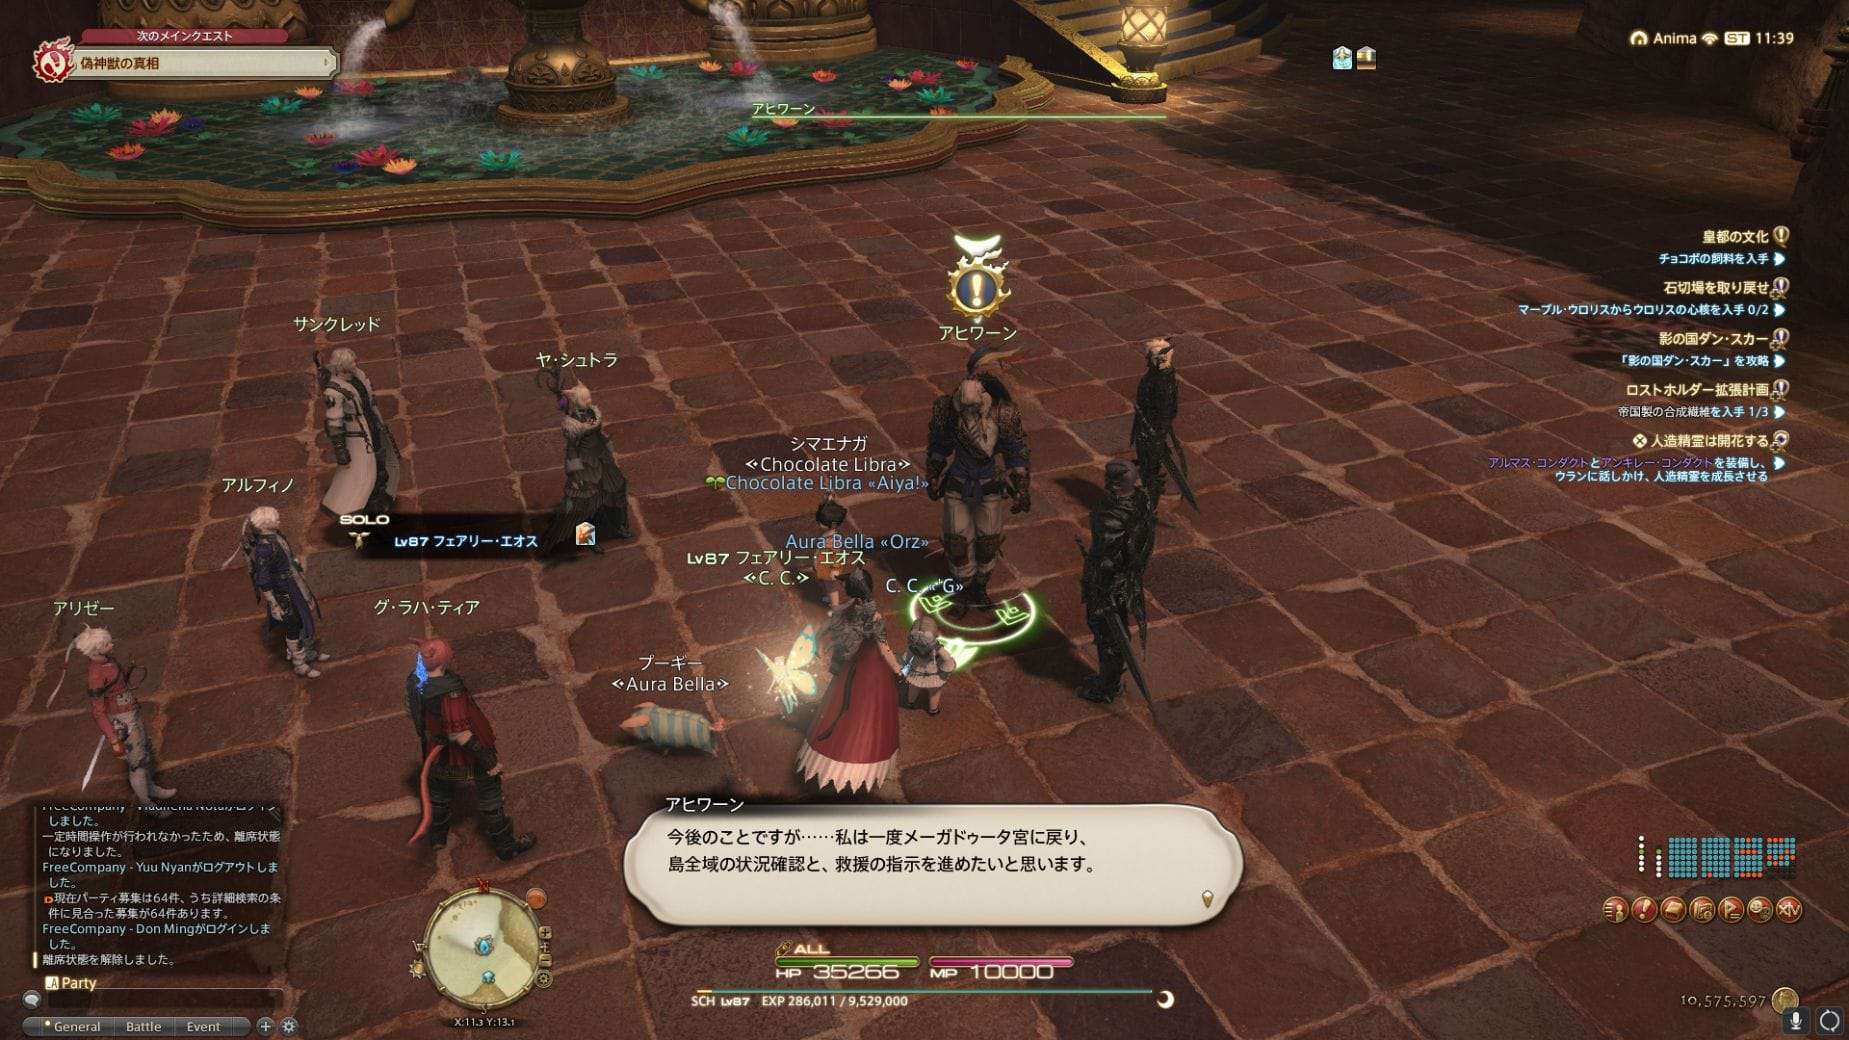 次のメインクエスト
偽神獣の真相
Anima ST 11:39
アヒワーン
皇都の文化
チョコボの飼料を入手
石切場を取り戻せ
マーブル・ウロリスからウロリスの心核を入手 0/2
影の国ダン・スカー
「影の国ダン・スカー」を攻略
ロストホルダー拡張計画
帝国製の合成繊維を入手 1/3
人造精霊は開花する
アルマス・コンダクトとアンキレー・コンダクトを装備し、
ウランに話しかけ、人造精霊を成長させる
サンクレッド
アヒワーン
ヤ・シュトラ
シマエナガ
Chocolate Libra
Chocolate Libra «Aiya!»
アルフィノ
SOLO
Lv87 フェアリー・エオス
Aura Bella «Orz»
Lv87 フェアリー・エオス
C. C.
アリゼー
グ・ラハ・ティア
プーギー
Aura Bella
アヒワーン
今後のことですが……私は一度メーガドゥータ宮に戻り、
島全域の状況確認と、救援の指示を進めたいと思います。
しました。
一定時間操作が行われなかったため、離席状態
になりました。
FreeCompany - Yuu Nyanがログアウトしま
した。
現在パーティ募集は64件、うち詳細検索の条
件に見合った募集が64件あります。
FreeCompany - Don Mingがログインしま
した。
離席状態を解除しました。
Party
General Battle Event
X:11.3 Y:13.1
ALL
HP 35266 MP 10000
SCH Lv87 EXP 286,011 / 9,529,000
10,575,597
XIV